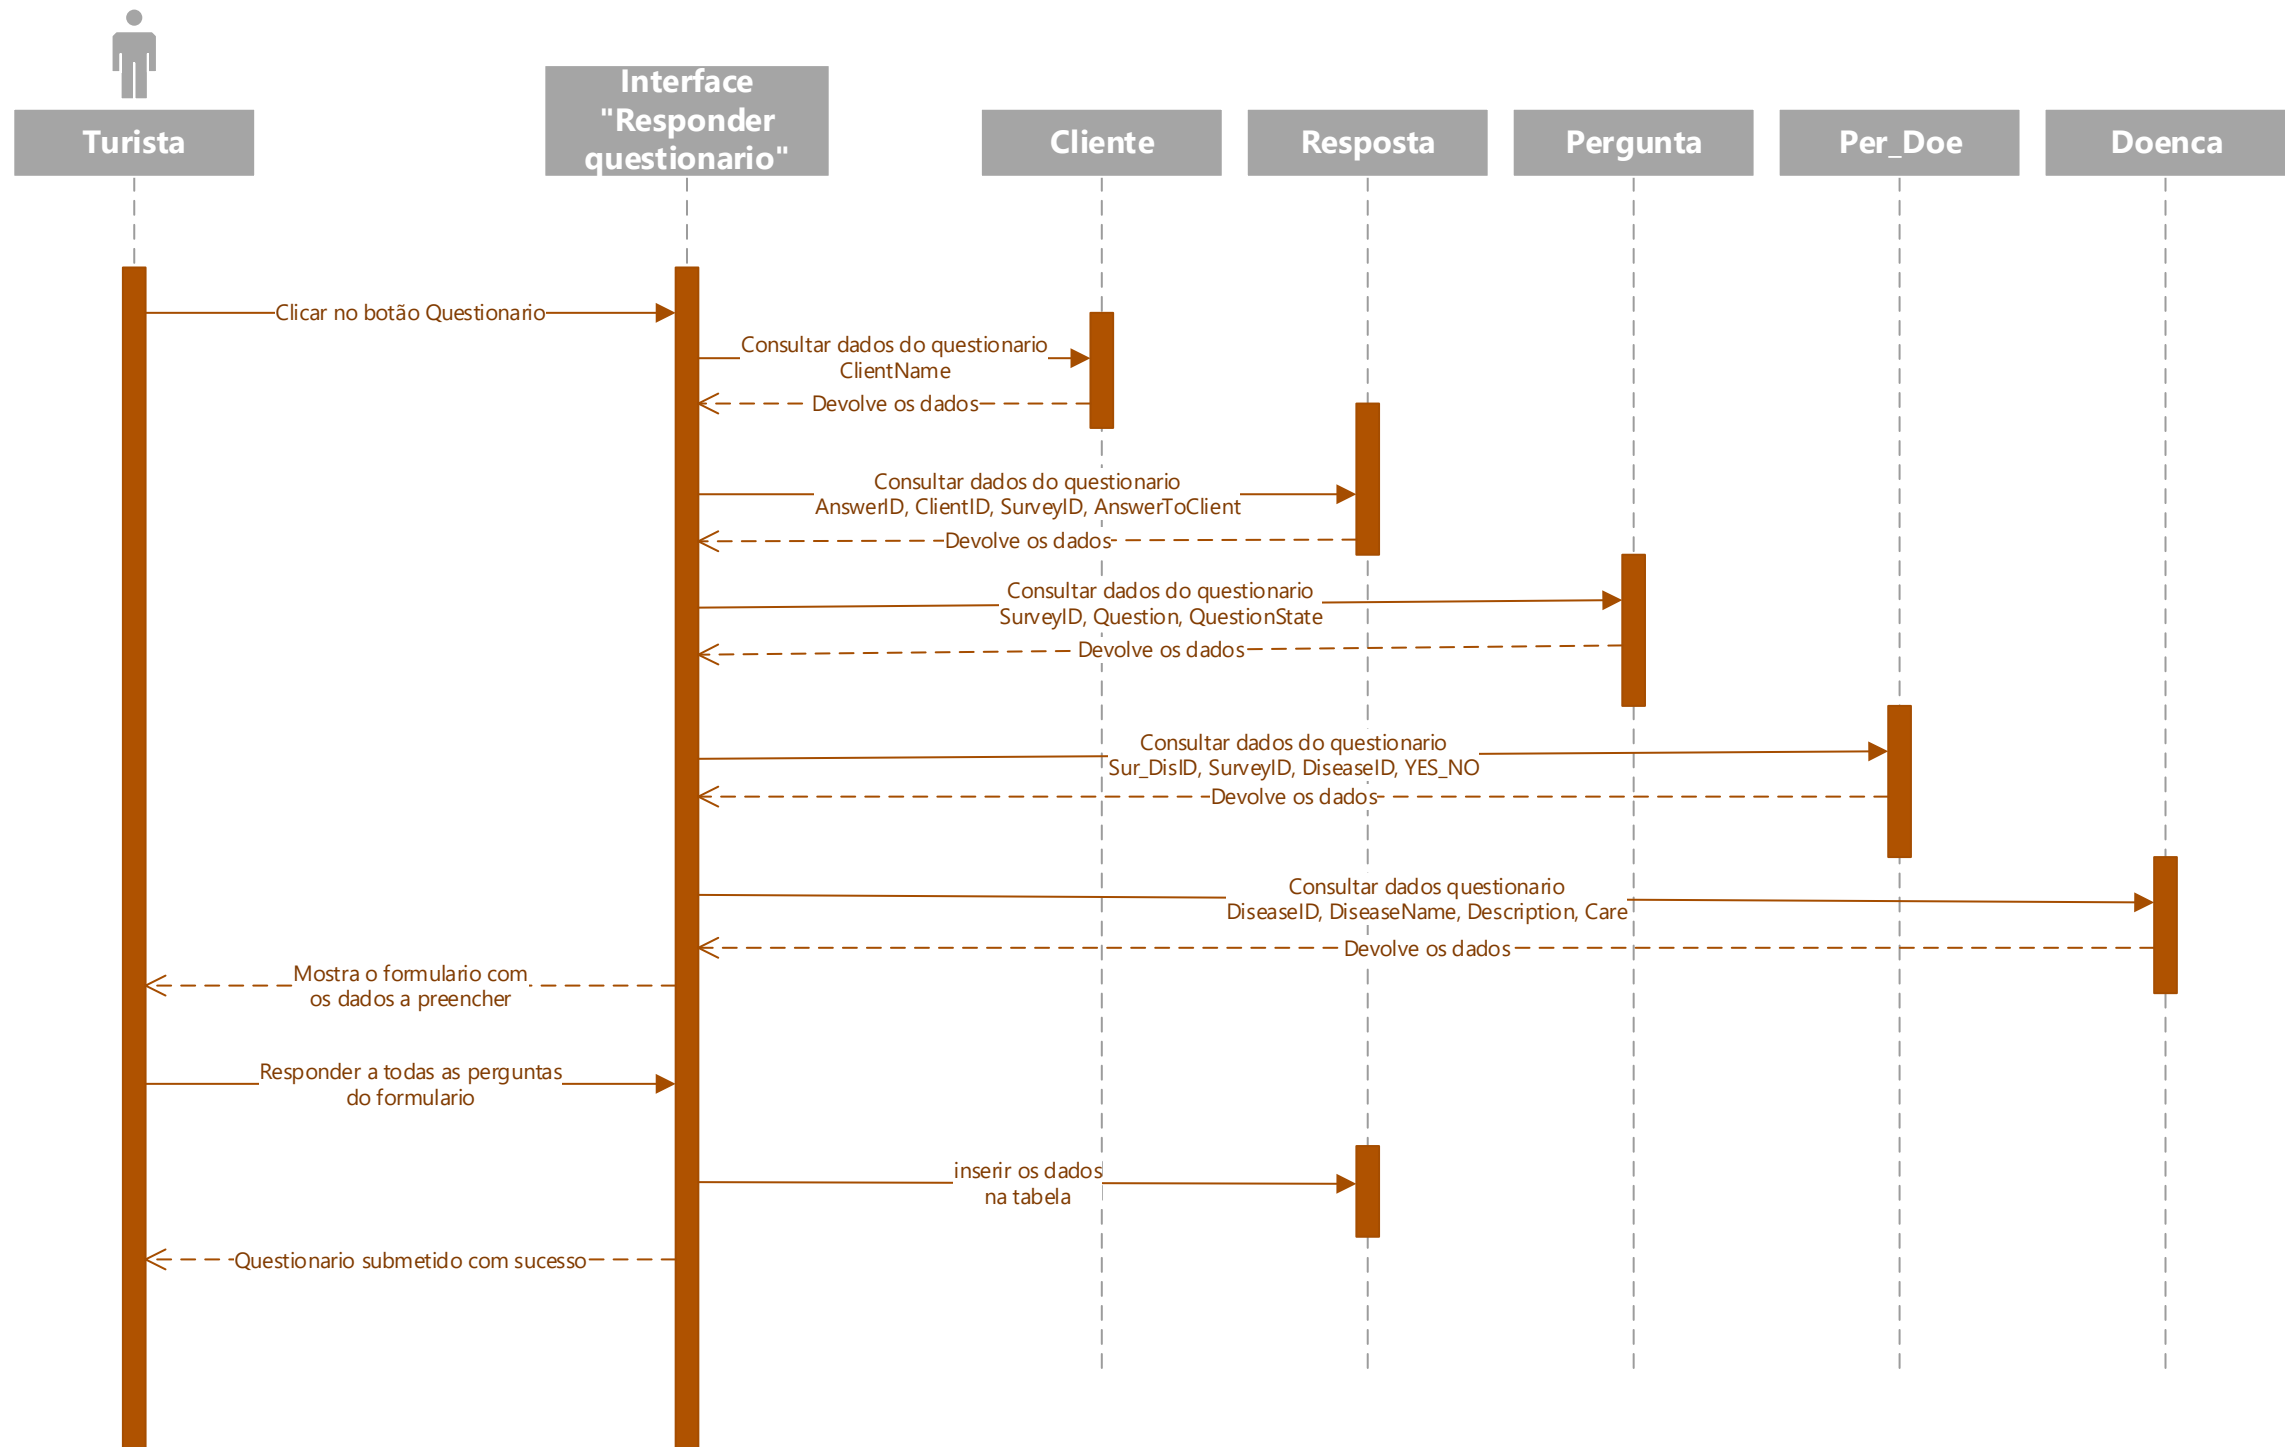 Turista
Interface
"Responder
questionario"
Cliente
Resposta
Pergunta
Per_Doe
Doenca
Clicar no botão Questionario
Consultar dados do questionario
ClientName
Devolve os dados
Consultar dados do questionario
AnswerID, ClientID, SurveyID, AnswerToClient
Devolve os dados
Consultar dados do questionario
SurveyID, Question, QuestionState
Devolve os dados
Consultar dados do questionario
Sur_DisID, SurveyID, DiseaseID, YES_NO
Devolve os dados
Consultar dados questionario
DiseaseID, DiseaseName, Description, Care
Devolve os dados
Mostra o formulario com
os dados a preencher
Responder a todas as perguntas
do formulario
inserir os dados
na tabela
Questionario submetido com sucesso